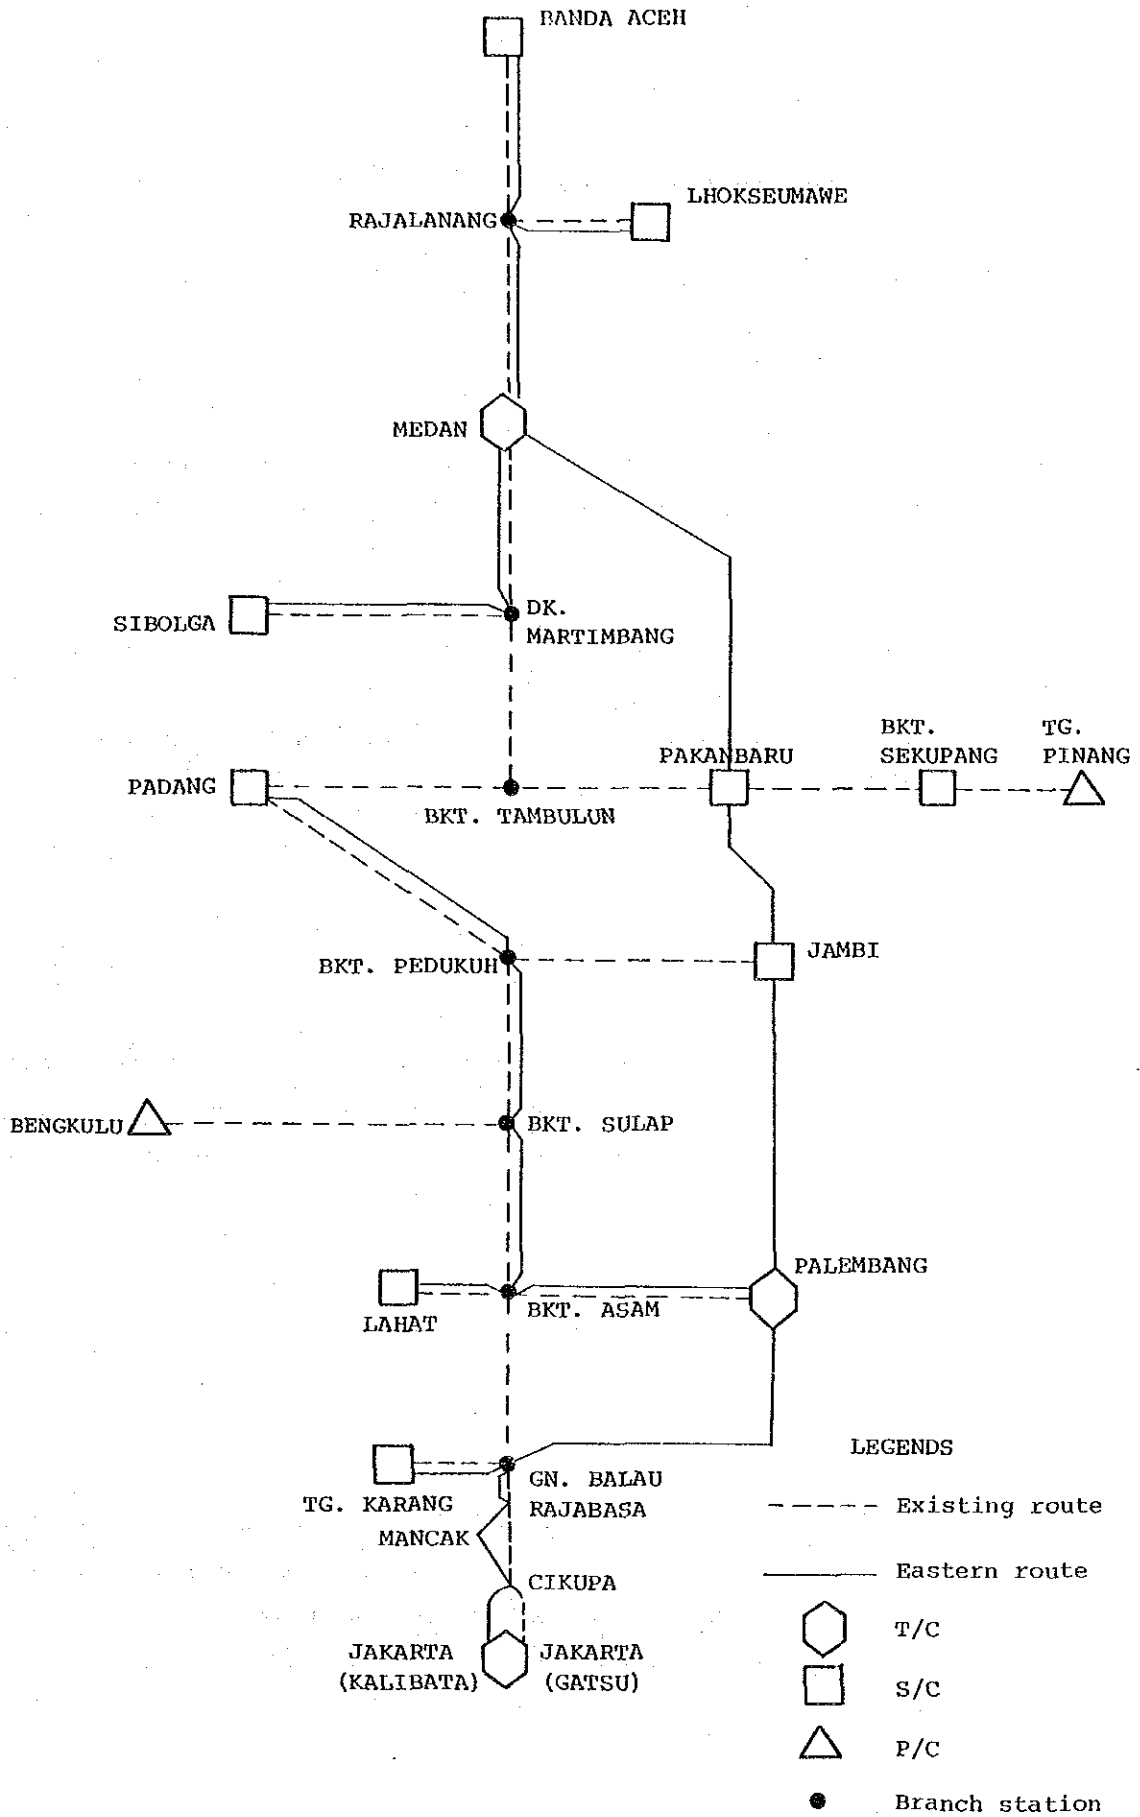 BANDA ACEH
LHOKSEUMAWE
RAJALANANG
MEDAN
DK.
MARTIMBANG
SIBOLGA
BKT.
SEKUPANG
TG.
PINANG
PAKANBARU
PADANG
BKT. TAMBULUN
JAMBI
BKT. PEDUKUH
BENGKULU
BKT. SULAP
PALEMBANG
BKT. ASAM
LAHAT
LEGENDS
GN. BALAU
TG. KARANG
RAJABASA
Existing route
MANCAK
Eastern route
CIKUPA
T/C
JAKARTA
(KALIBATA)
JAKARTA
(GATSU)
S/C
P/C
Branch station